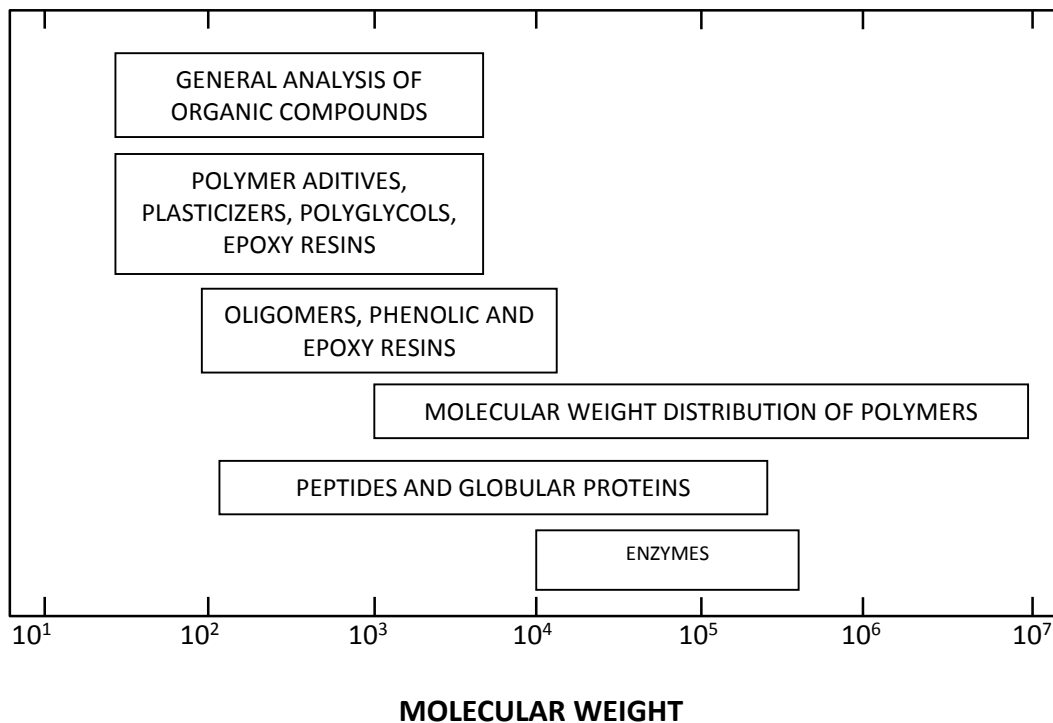 GENERAL ANALYSIS OF
ORGANIC COMPOUNDS
POLYMER ADITIVES,
PLASTICIZERS, POLYGLYCOLS,
EPOXY RESINS
OLIGOMERS, PHENOLIC AND
EPOXY RESINS
MOLECULAR WEIGHT DISTRIBUTION OF POLYMERS
PEPTIDES AND GLOBULAR PROTEINS
ENZYMES
10¹ 10² 10³ 10⁴ 10⁵ 10⁶ 10⁷
MOLECULAR WEIGHT